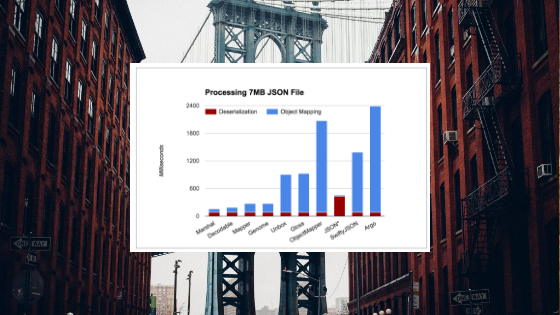 Processing 7MB JSON File
Deserialization
Object Mapping
Milliseconds
2400
1800
1200
600
0
Marshal
Decodable
Mapper
Genome
Unbox
Gloss
ObjectMapper
JSON*
SwiftyJSON
Argo
ONE WAY
ONE WAY